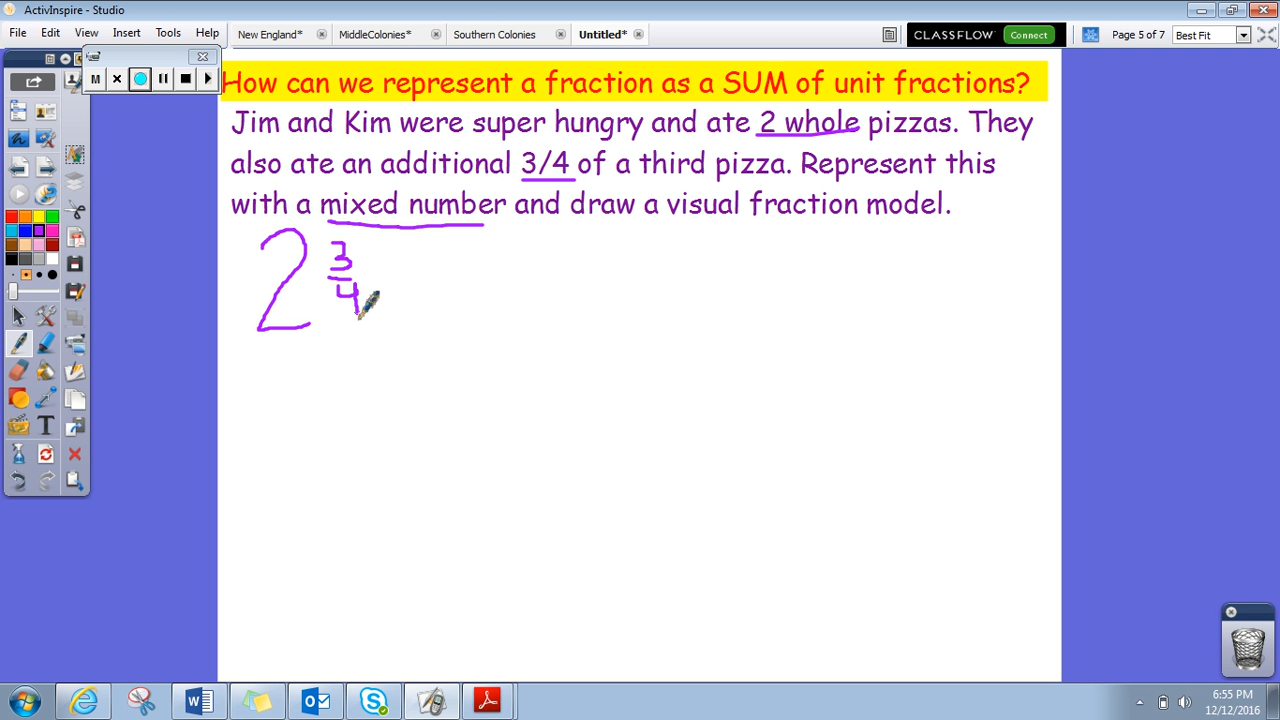 ActivInspire - Studio
File Edit View Insert Tools Help
New England* MiddleColonies* Southern Colonies Untitled*
CLASSFLOW Connect
Page 5 of 7 Best Fit
M
How can we represent a fraction as a SUM of unit fractions?
Jim and Kim were super hungry and ate 2 whole pizzas. They
also ate an additional 3/4 of a third pizza. Represent this
with a mixed number and draw a visual fraction model.
2 3/4
6:55 PM
12/12/2016